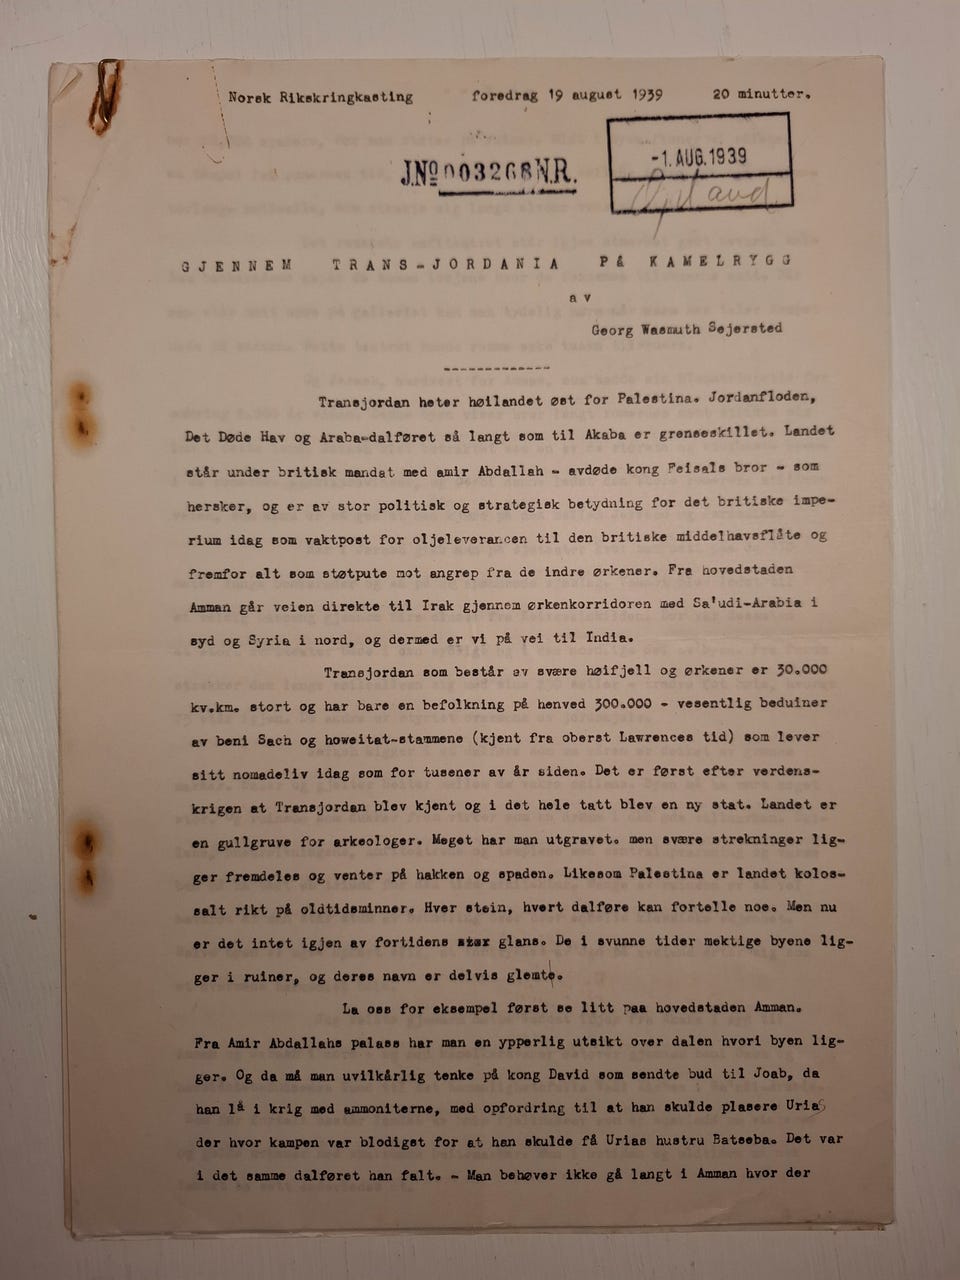 Norsk Rikskringkasting foredrag 19 august 1939 20 minutter.
J.Nº 003268 N.R.
-1. AUG. 1939
GJENNEM TRANS-JORDANIA PÅ KAMELRYGG
av
Georg Wasmuth Sejersted
-------------
Transjordan heter høilandet øst for Palestina. Jordanfloden,
Det Døde Hav og Araba-dalføret så langt som til Akaba er grenseskillet. Landet
står under britisk mandat med amir Abdallah - avdøde kong Feisals bror - som
hersker, og er av stor politisk og strategisk betydning for det britiske impe-
rium idag som vaktpost for oljeleverancen til den britiske middelhavsflåte og
fremfor alt som støtpute mot angrep fra de indre ørkener. Fra hovedstaden
Amman går veien direkte til Irak gjennem ørkenkorridoren med Sa'udi-Arabia i
syd og Syria i nord, og dermed er vi på vei til India.
Transjordan som består av svære høifjell og ørkener er 30.000
kv.km. stort og har bare en befolkning på henved 300.000 - vesentlig beduiner
av beni Sach og howeitat-stammene (kjent fra oberst Lawrences tid) som lever
sitt nomadeliv idag som for tusener av år siden. Det er først efter verdens-
krigen at Transjordan blev kjent og i det hele tatt blev en ny stat. Landet er
en gullgruve for arkeologer. Meget har man utgravet. men svære strekninger lig-
ger fremdeles og venter på hakken og spaden. Likesom Palestina er landet kolos-
salt rikt på oldtidsminner. Hver stein, hvert dalføre kan fortelle noe. Men nu
er det intet igjen av fortidens glans. De i svunne tider mektige byene lig-
ger i ruiner, og deres navn er delvis glemt.
La oss for eksempel først se litt paa hovedstaden Amman.
Fra Amir Abdallahs palass har man en ypperlig utsikt over dalen hvori byen lig-
ger. Og da må man uvilkårlig tenke på kong David som sendte bud til Joab, da
han lå i krig med ammoniterne, med opfordring til at han skulde plasere Urias
der hvor kampen var blodigst for at han skulde få Urias hustru Batseba. Det var
i det samme dalføret han falt. - Man behøver ikke gå langt i Amman hvor der